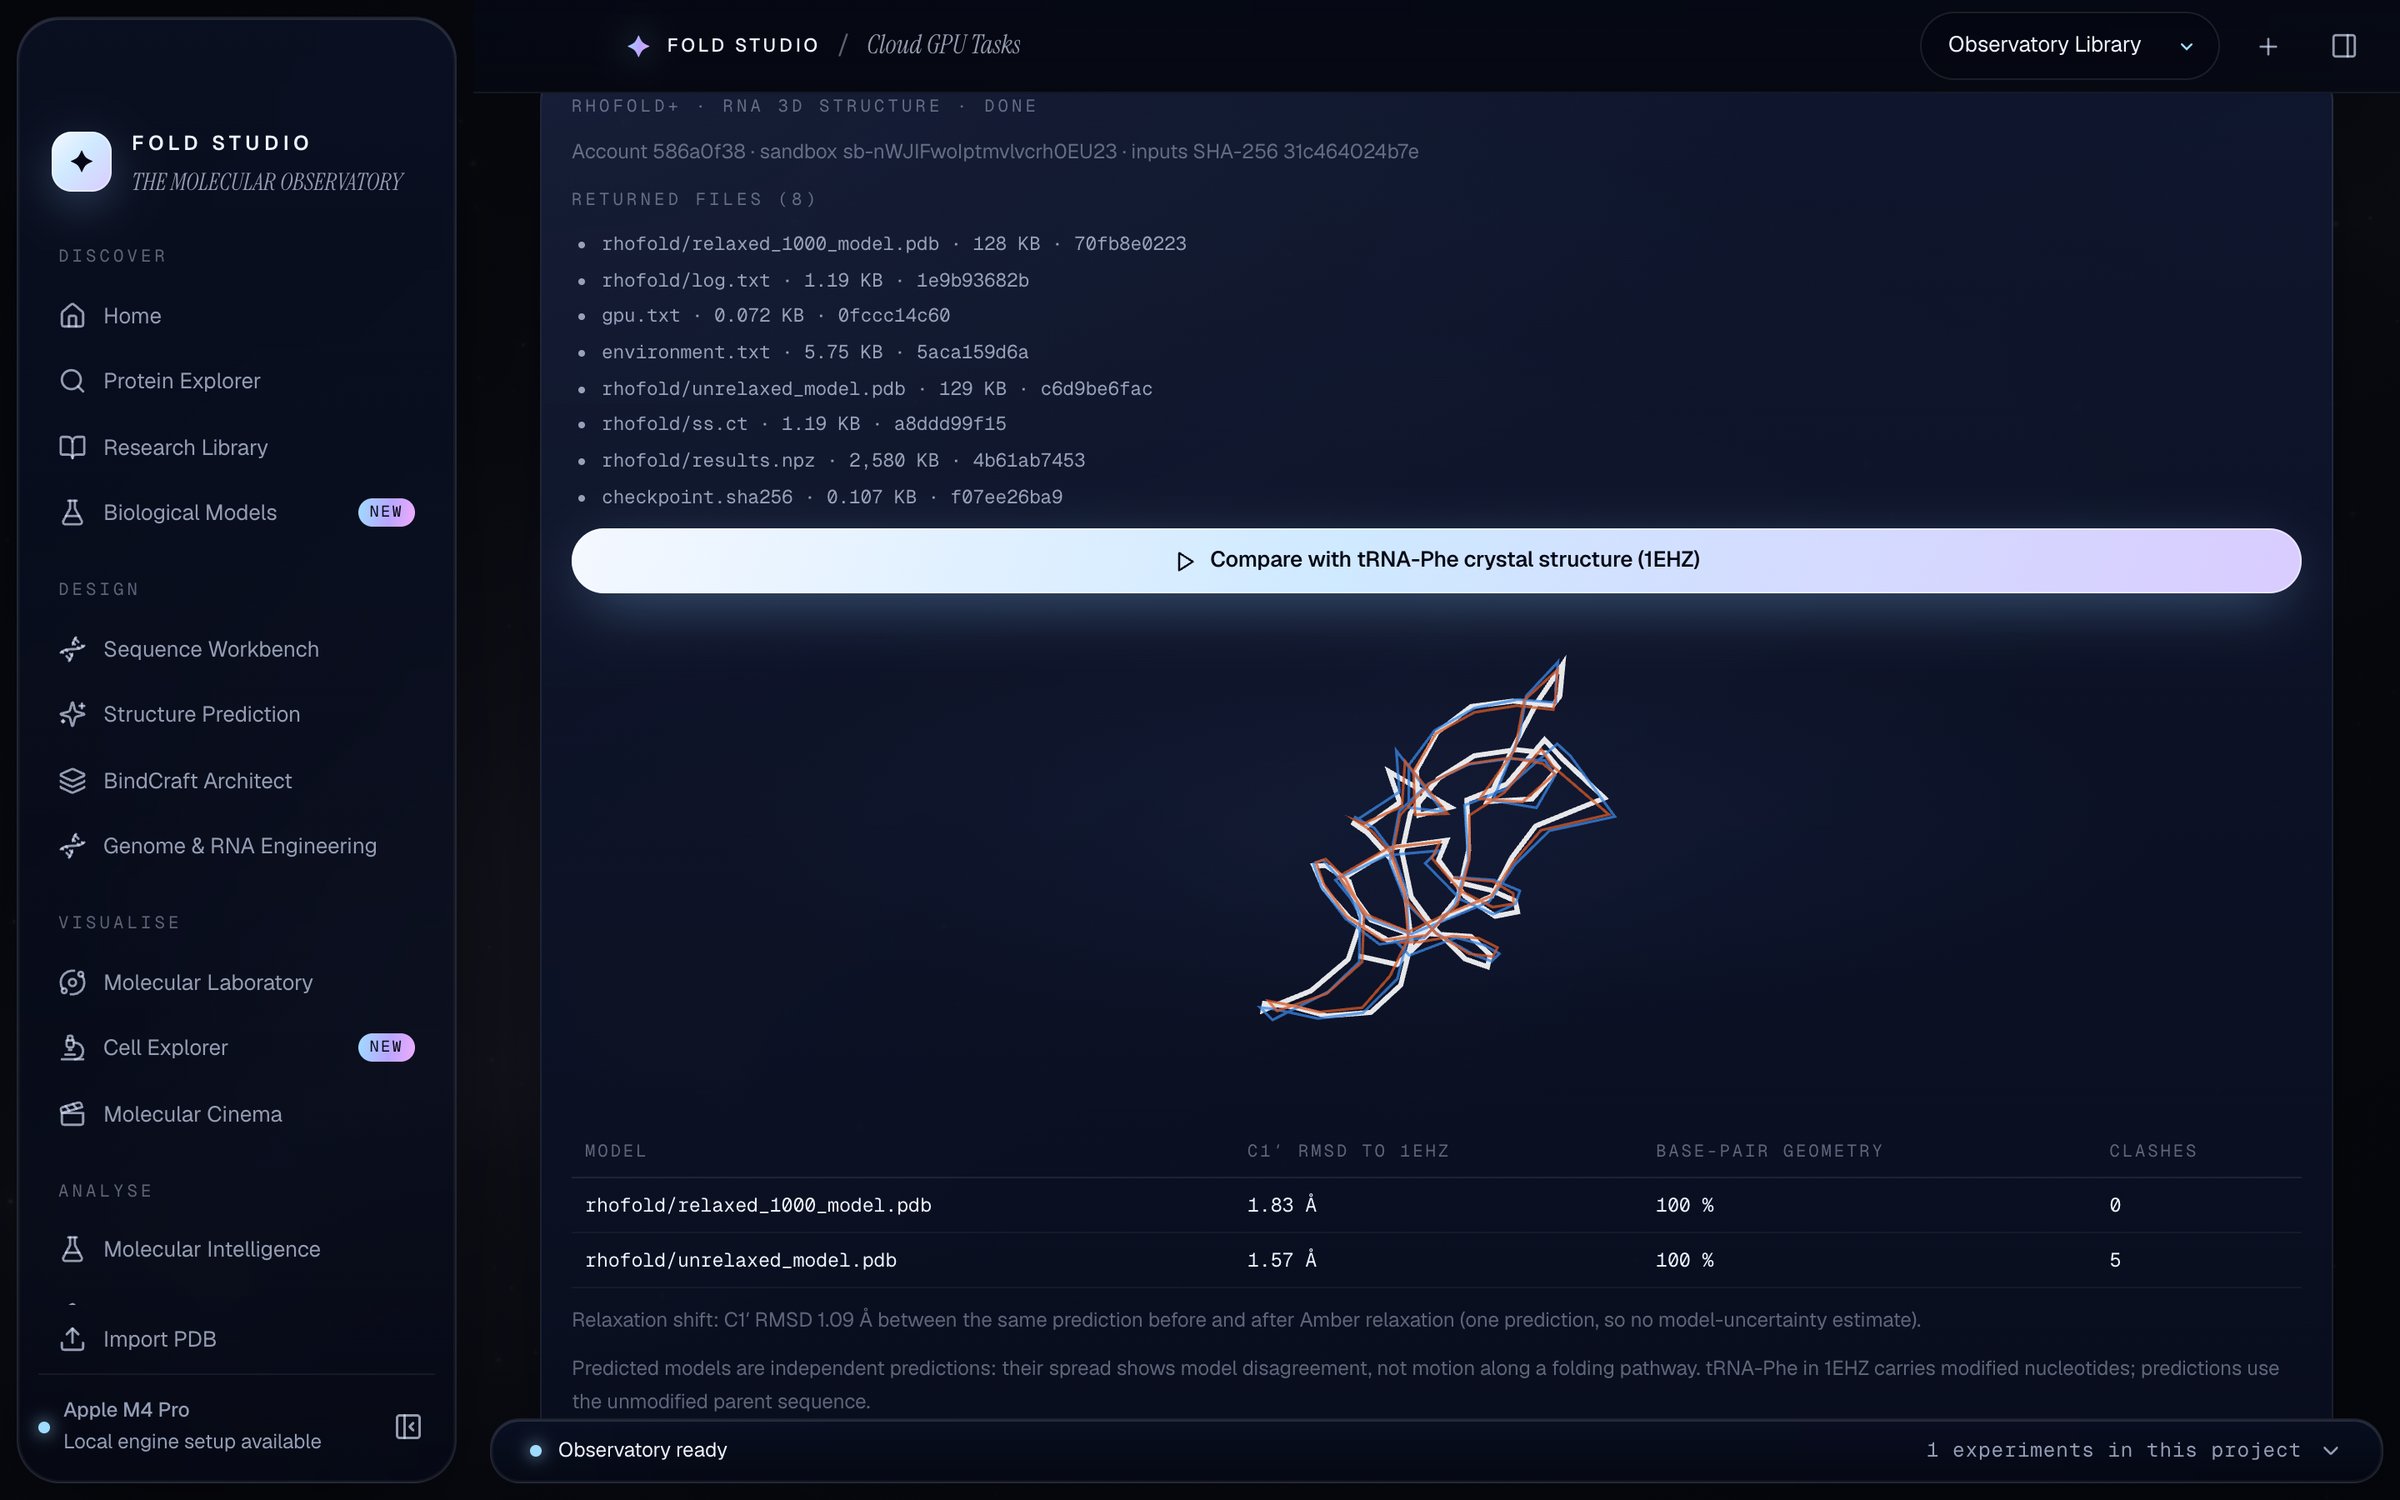 FOLD STUDIO
THE MOLECULAR OBSERVATORY
DISCOVER
Home
Protein Explorer
Research Library
Biological Models NEW
DESIGN
Sequence Workbench
Structure Prediction
BindCraft Architect
Genome & RNA Engineering
VISUALISE
Molecular Laboratory
Cell Explorer NEW
Molecular Cinema
ANALYSE
Molecular Intelligence
Import PDB
Apple M4 Pro
Local engine setup available
FOLD STUDIO / Cloud GPU Tasks
Observatory Library
RHOFOLD+ · RNA 3D STRUCTURE · DONE
Account 586a0f38 · sandbox sb-nWJIFwoIptmvlvcrh0EU23 · inputs SHA-256 31c464024b7e
RETURNED FILES (8)
rhofold/relaxed_1000_model.pdb · 128 KB · 70fb8e0223
rhofold/log.txt · 1.19 KB · 1e9b93682b
gpu.txt · 0.072 KB · 0fccc14c60
environment.txt · 5.75 KB · 5aca159d6a
rhofold/unrelaxed_model.pdb · 129 KB · c6d9be6fac
rhofold/ss.ct · 1.19 KB · a8ddd99f15
rhofold/results.npz · 2,580 KB · 4b61ab7453
checkpoint.sha256 · 0.107 KB · f07ee26ba9
Compare with tRNA-Phe crystal structure (1EHZ)
MODEL C1′ RMSD TO 1EHZ BASE-PAIR GEOMETRY CLASHES
rhofold/relaxed_1000_model.pdb 1.83 Å 100 % 0
rhofold/unrelaxed_model.pdb 1.57 Å 100 % 5
Relaxation shift: C1′ RMSD 1.09 Å between the same prediction before and after Amber relaxation (one prediction, so no model-uncertainty estimate).
Predicted models are independent predictions: their spread shows model disagreement, not motion along a folding pathway. tRNA-Phe in 1EHZ carries modified nucleotides; predictions use
the unmodified parent sequence.
Observatory ready
1 experiments in this project